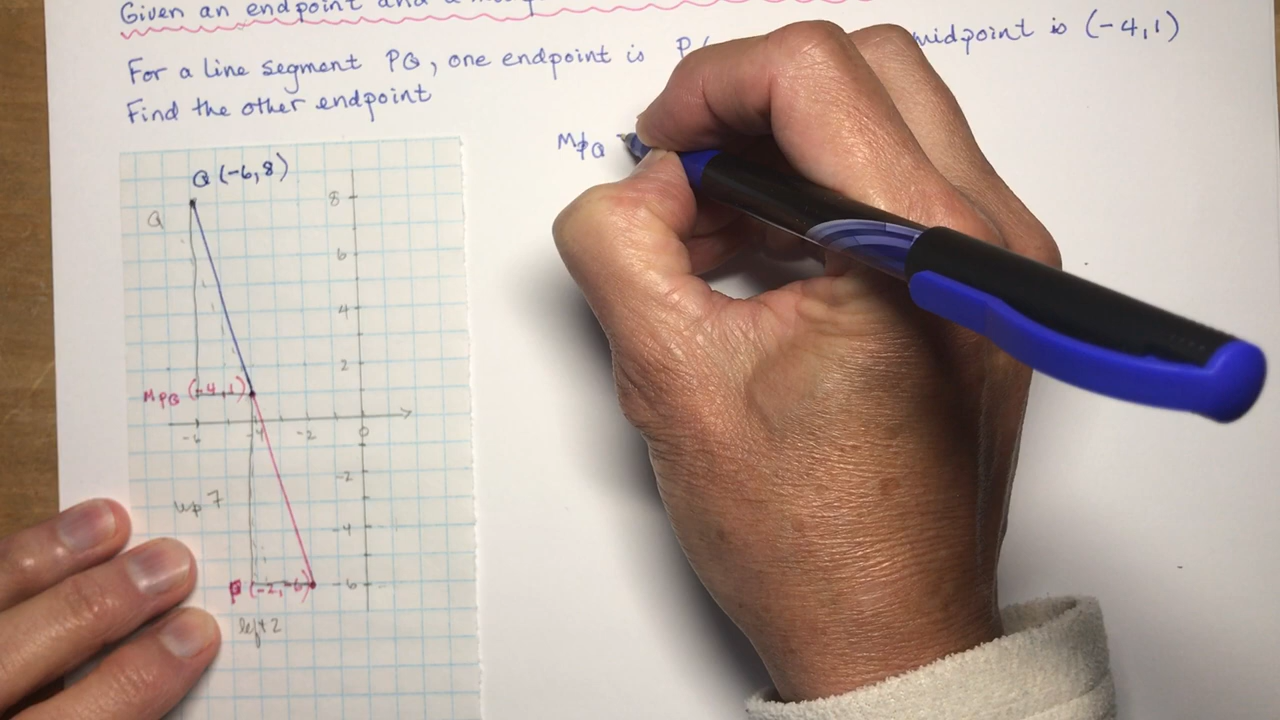 Given an endpoint and a
For a line segment PQ, one endpoint is P( midpoint is (-4,1)
Find the other endpoint
MPQ
Q (-6,8)
Q
8
6
4
2
MPQ (-4,1)
-6 -4 -2 0
-2
up 7
-4
P (-2,-6) -6
left 2